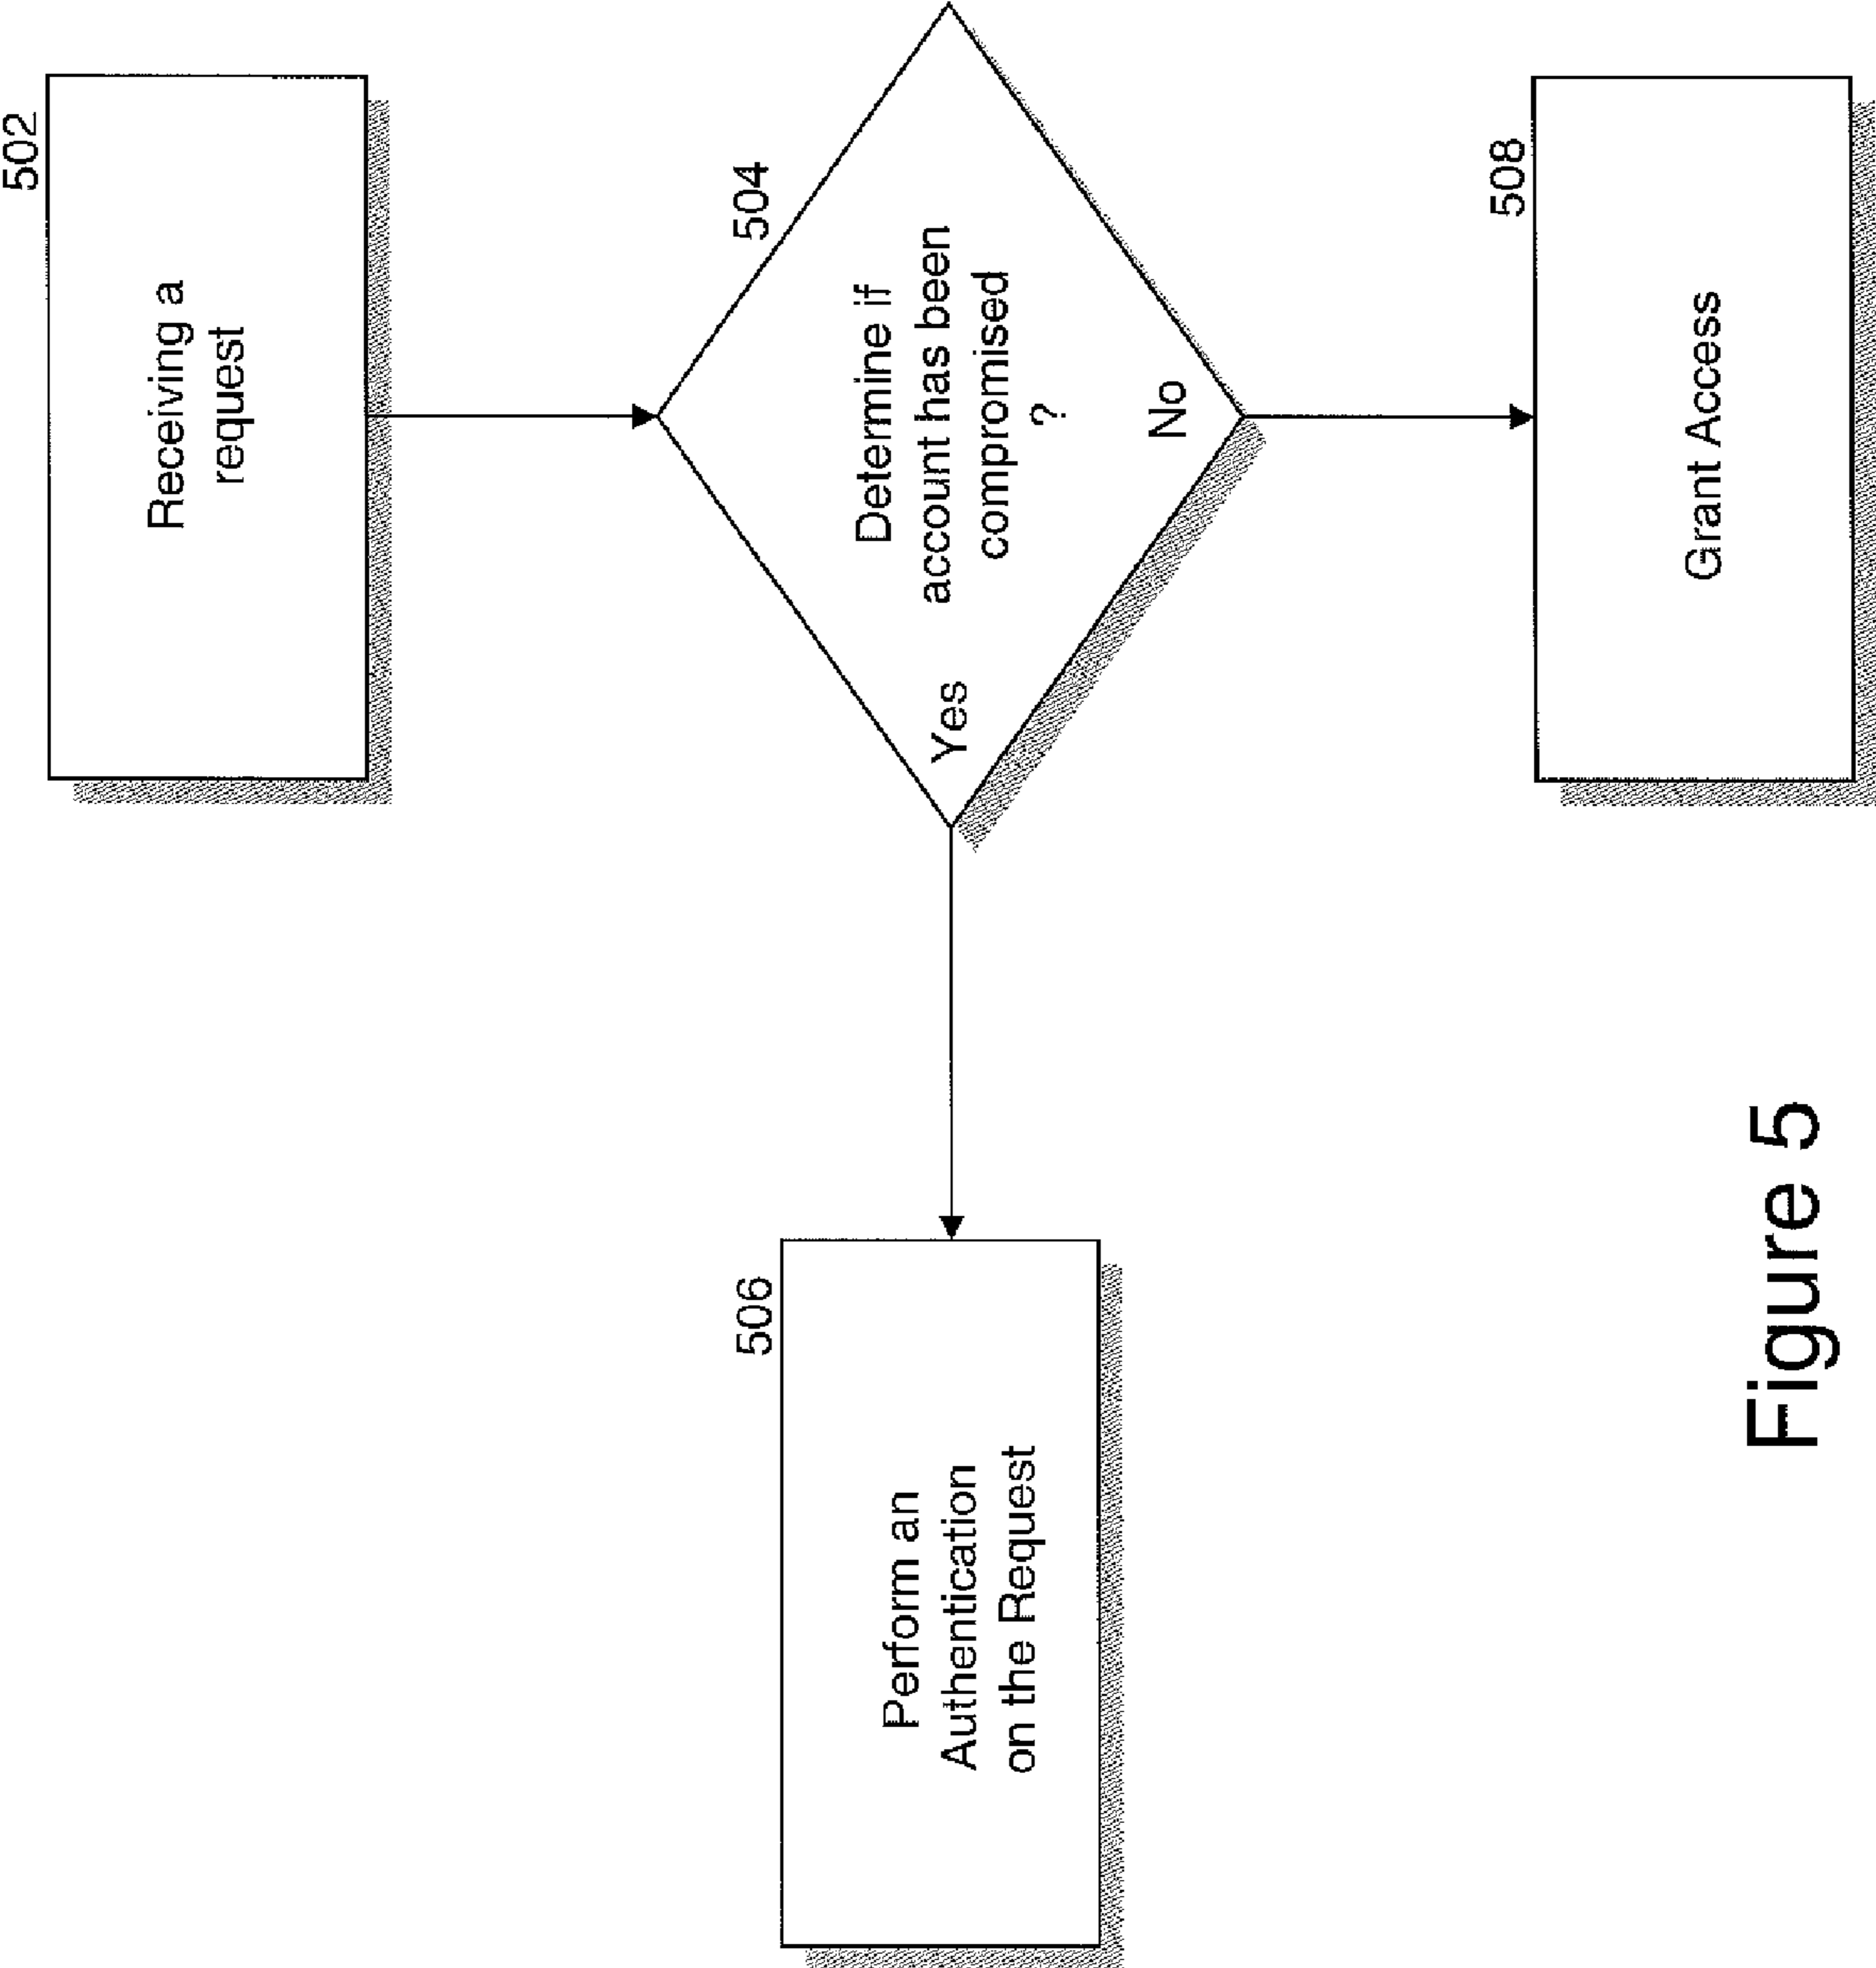 502
Receiving a
request
504
Determine if
account has been
compromised
?
Yes
No
506
Perform an
Authentication
on the Request
508
Grant Access
Figure 5